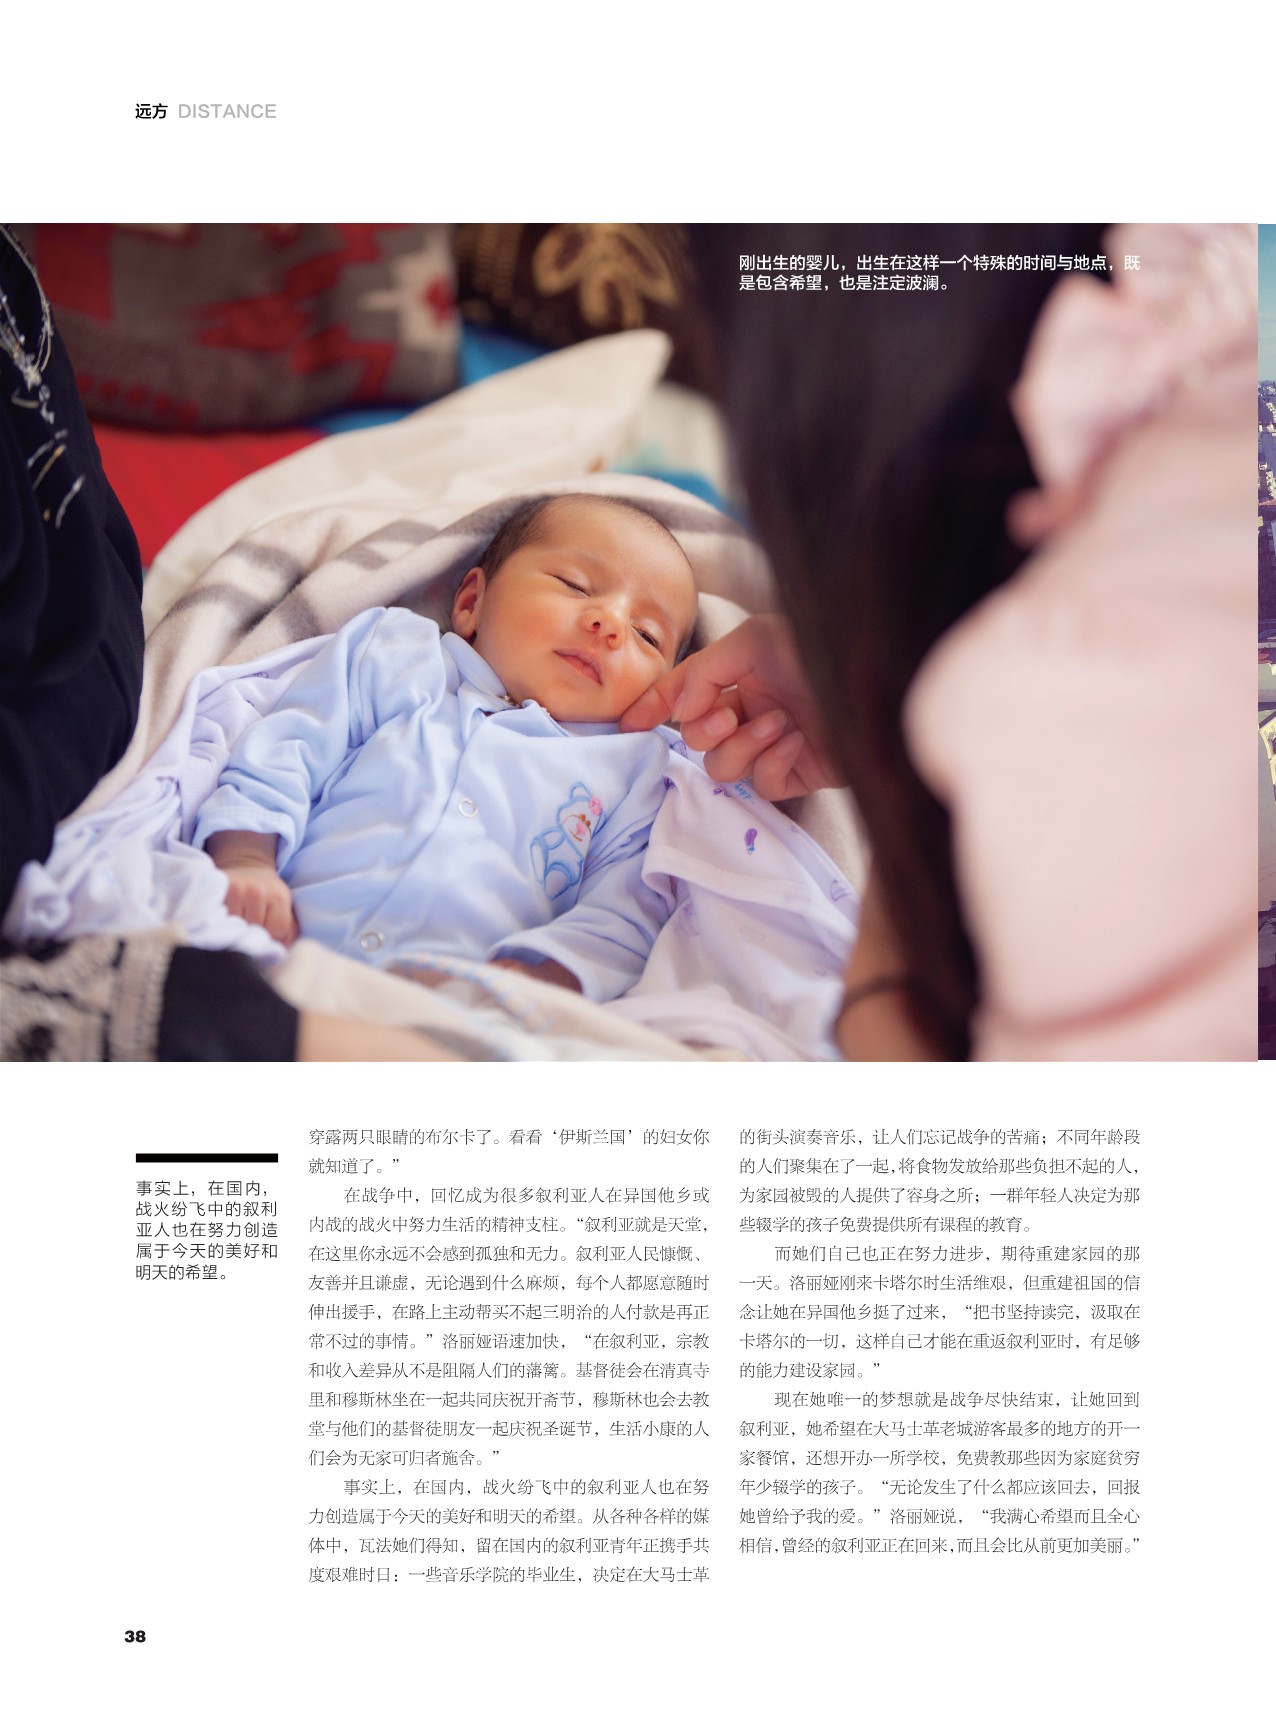 远方 DISTANCE
刚出生的婴儿，出生在这样一个特殊的时间与地点，既
是包含希望，也是注定波澜。
事实上，在国内，
战火纷飞中的叙利
亚人也在努力创造
属于今天的美好和
明天的希望。
穿露两只眼睛的布尔卡了。看看‘伊斯兰国’的妇女你
就知道了。”
在战争中，回忆成为很多叙利亚人在异国他乡或
内战的战火中努力生活的精神支柱。“叙利亚就是天堂，
在这里你永远不会感到孤独和无力。叙利亚人民慷慨、
友善并且谦虚，无论遇到什么麻烦，每个人都愿意随时
伸出援手，在路上主动帮买不起三明治的人付款是再正
常不过的事情。”洛丽娅语速加快，“在叙利亚，宗教
和收入差异从不是阻隔人们的藩篱。基督徒会在清真寺
里和穆斯林坐在一起共同庆祝开斋节，穆斯林也会去教
堂与他们的基督徒朋友一起庆祝圣诞节，生活小康的人
们会为无家可归者施舍。”
事实上，在国内，战火纷飞中的叙利亚人也在努
力创造属于今天的美好和明天的希望。从各种各样的媒
体中，瓦法她们得知，留在国内的叙利亚青年正携手共
度艰难时日：一些音乐学院的毕业生，决定在大马士革
的街头演奏音乐，让人们忘记战争的苦痛；不同年龄段
的人们聚集在了一起，将食物发放给那些负担不起的人，
为家园被毁的人提供了容身之所；一群年轻人决定为那
些辍学的孩子免费提供所有课程的教育。
而她们自己也正在努力进步，期待重建家园的那
一天。洛丽娅刚来卡塔尔时生活维艰，但重建祖国的信
念让她在异国他乡挺了过来，“把书坚持读完，汲取在
卡塔尔的一切，这样自己才能在重返叙利亚时，有足够
的能力建设家园。”
现在她唯一的梦想就是战争尽快结束，让她回到
叙利亚，她希望在大马士革老城游客最多的地方的开一
家餐馆，还想开办一所学校，免费教那些因为家庭贫穷
年少辍学的孩子。“无论发生了什么都应该回去，回报
她曾给予我的爱。”洛丽娅说，“我满心希望而且全心
相信，曾经的叙利亚正在回来，而且会比从前更加美丽。”
38